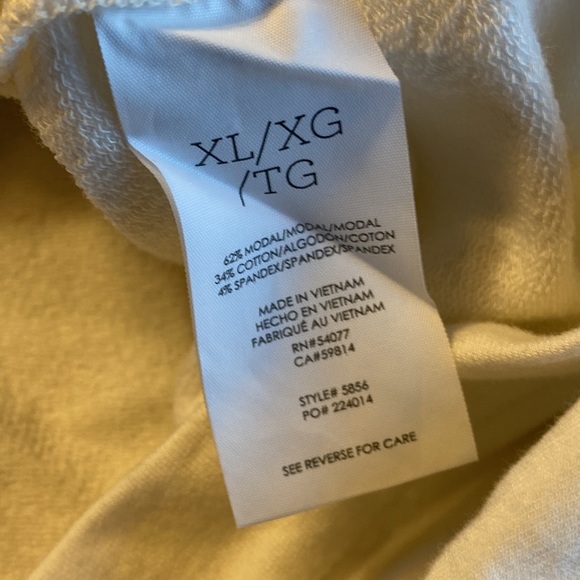 XL/XG
/TG
62% MODAL/MODAL/MODAL
34% COTTON/ALGODON/COTON
4% SPANDEX/SPANDEX/SPANDEX
MADE IN VIETNAM
HECHO EN VIETNAM
FABRIQUÉ AU VIETNAM
RN#54077
CA#59814
STYLE# 5856
PO# 224014
SEE REVERSE FOR CARE